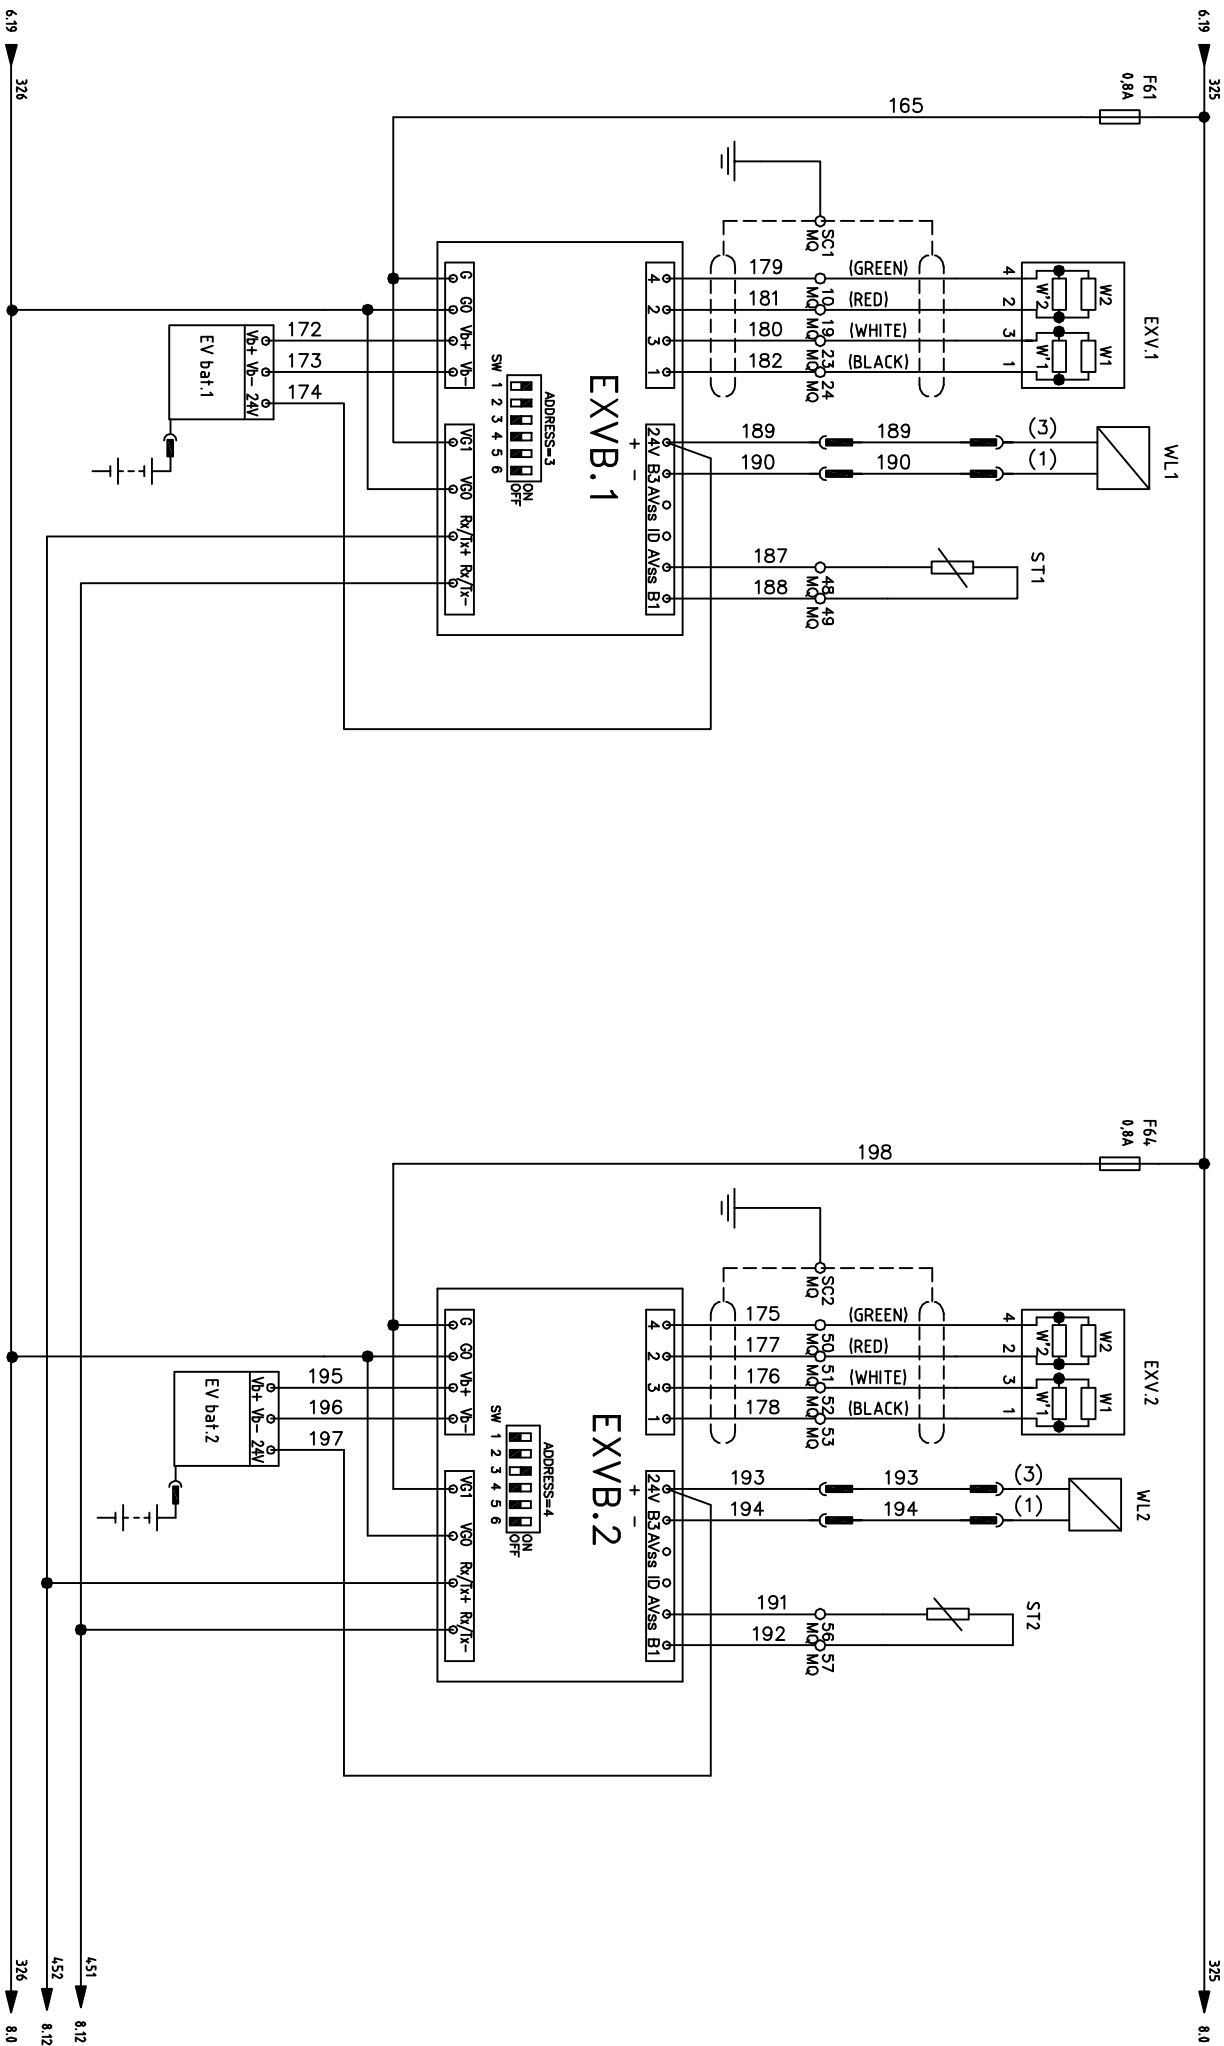 6.19
326
6.19
325
F61
0,8A
165
SC1
MQ
179
(GREEN)
181
10
MQ
(RED)
180
19
MQ
(WHITE)
182
23
MQ
(BLACK)
24
MQ
4
2
3
1
W2
W'2
W1
W'1
EXV.1
G
G0
Vb+
Vb-
4
2
3
1
172
173
174
Vb+ Vb- 24V
EV bat.1
SW 1 2 3 4 5 6
ADDRESS=3
ON
OFF
EXVB.1
VG1
VG0
Rx/Tx+
Rx/Tx-
+
-
24V B3 AVss ID AVss B1
189
189
(3)
190
190
(1)
WL1
187
48
MQ
188
49
MQ
ST1
F64
0,8A
198
SC2
MQ
175
(GREEN)
177
50
MQ
(RED)
176
51
MQ
(WHITE)
178
52
MQ
(BLACK)
53
MQ
4
2
3
1
W2
W'2
W1
W'1
EXV.2
G
G0
Vb+
Vb-
4
2
3
1
195
196
197
Vb+ Vb- 24V
EV bat.2
SW 1 2 3 4 5 6
ADDRESS=4
ON
OFF
EXVB.2
VG1
VG0
Rx/Tx+
Rx/Tx-
+
-
24V B3 AVss ID AVss B1
193
193
(3)
194
194
(1)
WL2
191
56
MQ
192
57
MQ
ST2
326
8.0
452
8.12
451
8.12
325
8.0